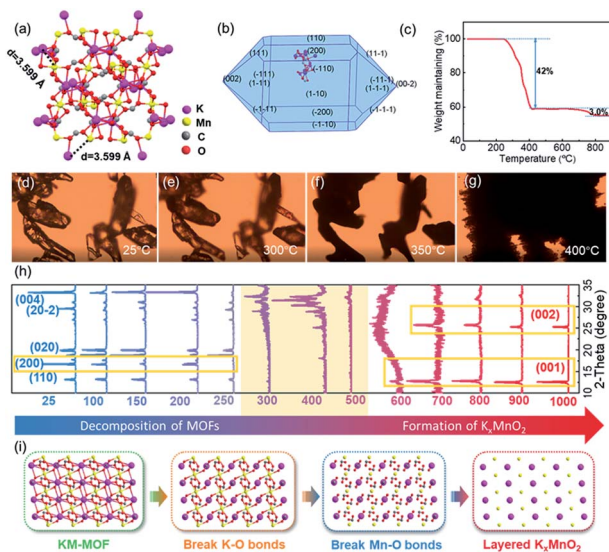 (a)
d=3.599 Å
d=3.599 Å
K
Mn
C
O
(b)
(110)
(200)
(111)
(11-1)
(-110)
(002)
(-111)
(1-11)
(-11-1)
(1-1-1)
(00-2)
(1-10)
(-1-11)
(-1-1-1)
(-200)
(-1-10)
(c)
Weight maintaining (%)
100
80
60
40
42%
3.0%
0
200
400
600
800
Temperature (°C)
(d)
25°C
(e)
300°C
(f)
350°C
(g)
400°C
(h)
(004)
(20-2)
(020)
(200)
(110)
(002)
(001)
35
30
25
20
15
10
2-Theta (degree)
25 100 150 200 250 300 400 500 600 700 800 900 1000
Decomposition of MOFs
Formation of KxMnO2
(i)
KM-MOF
Break K-O bonds
Break Mn-O bonds
Layered KxMnO2